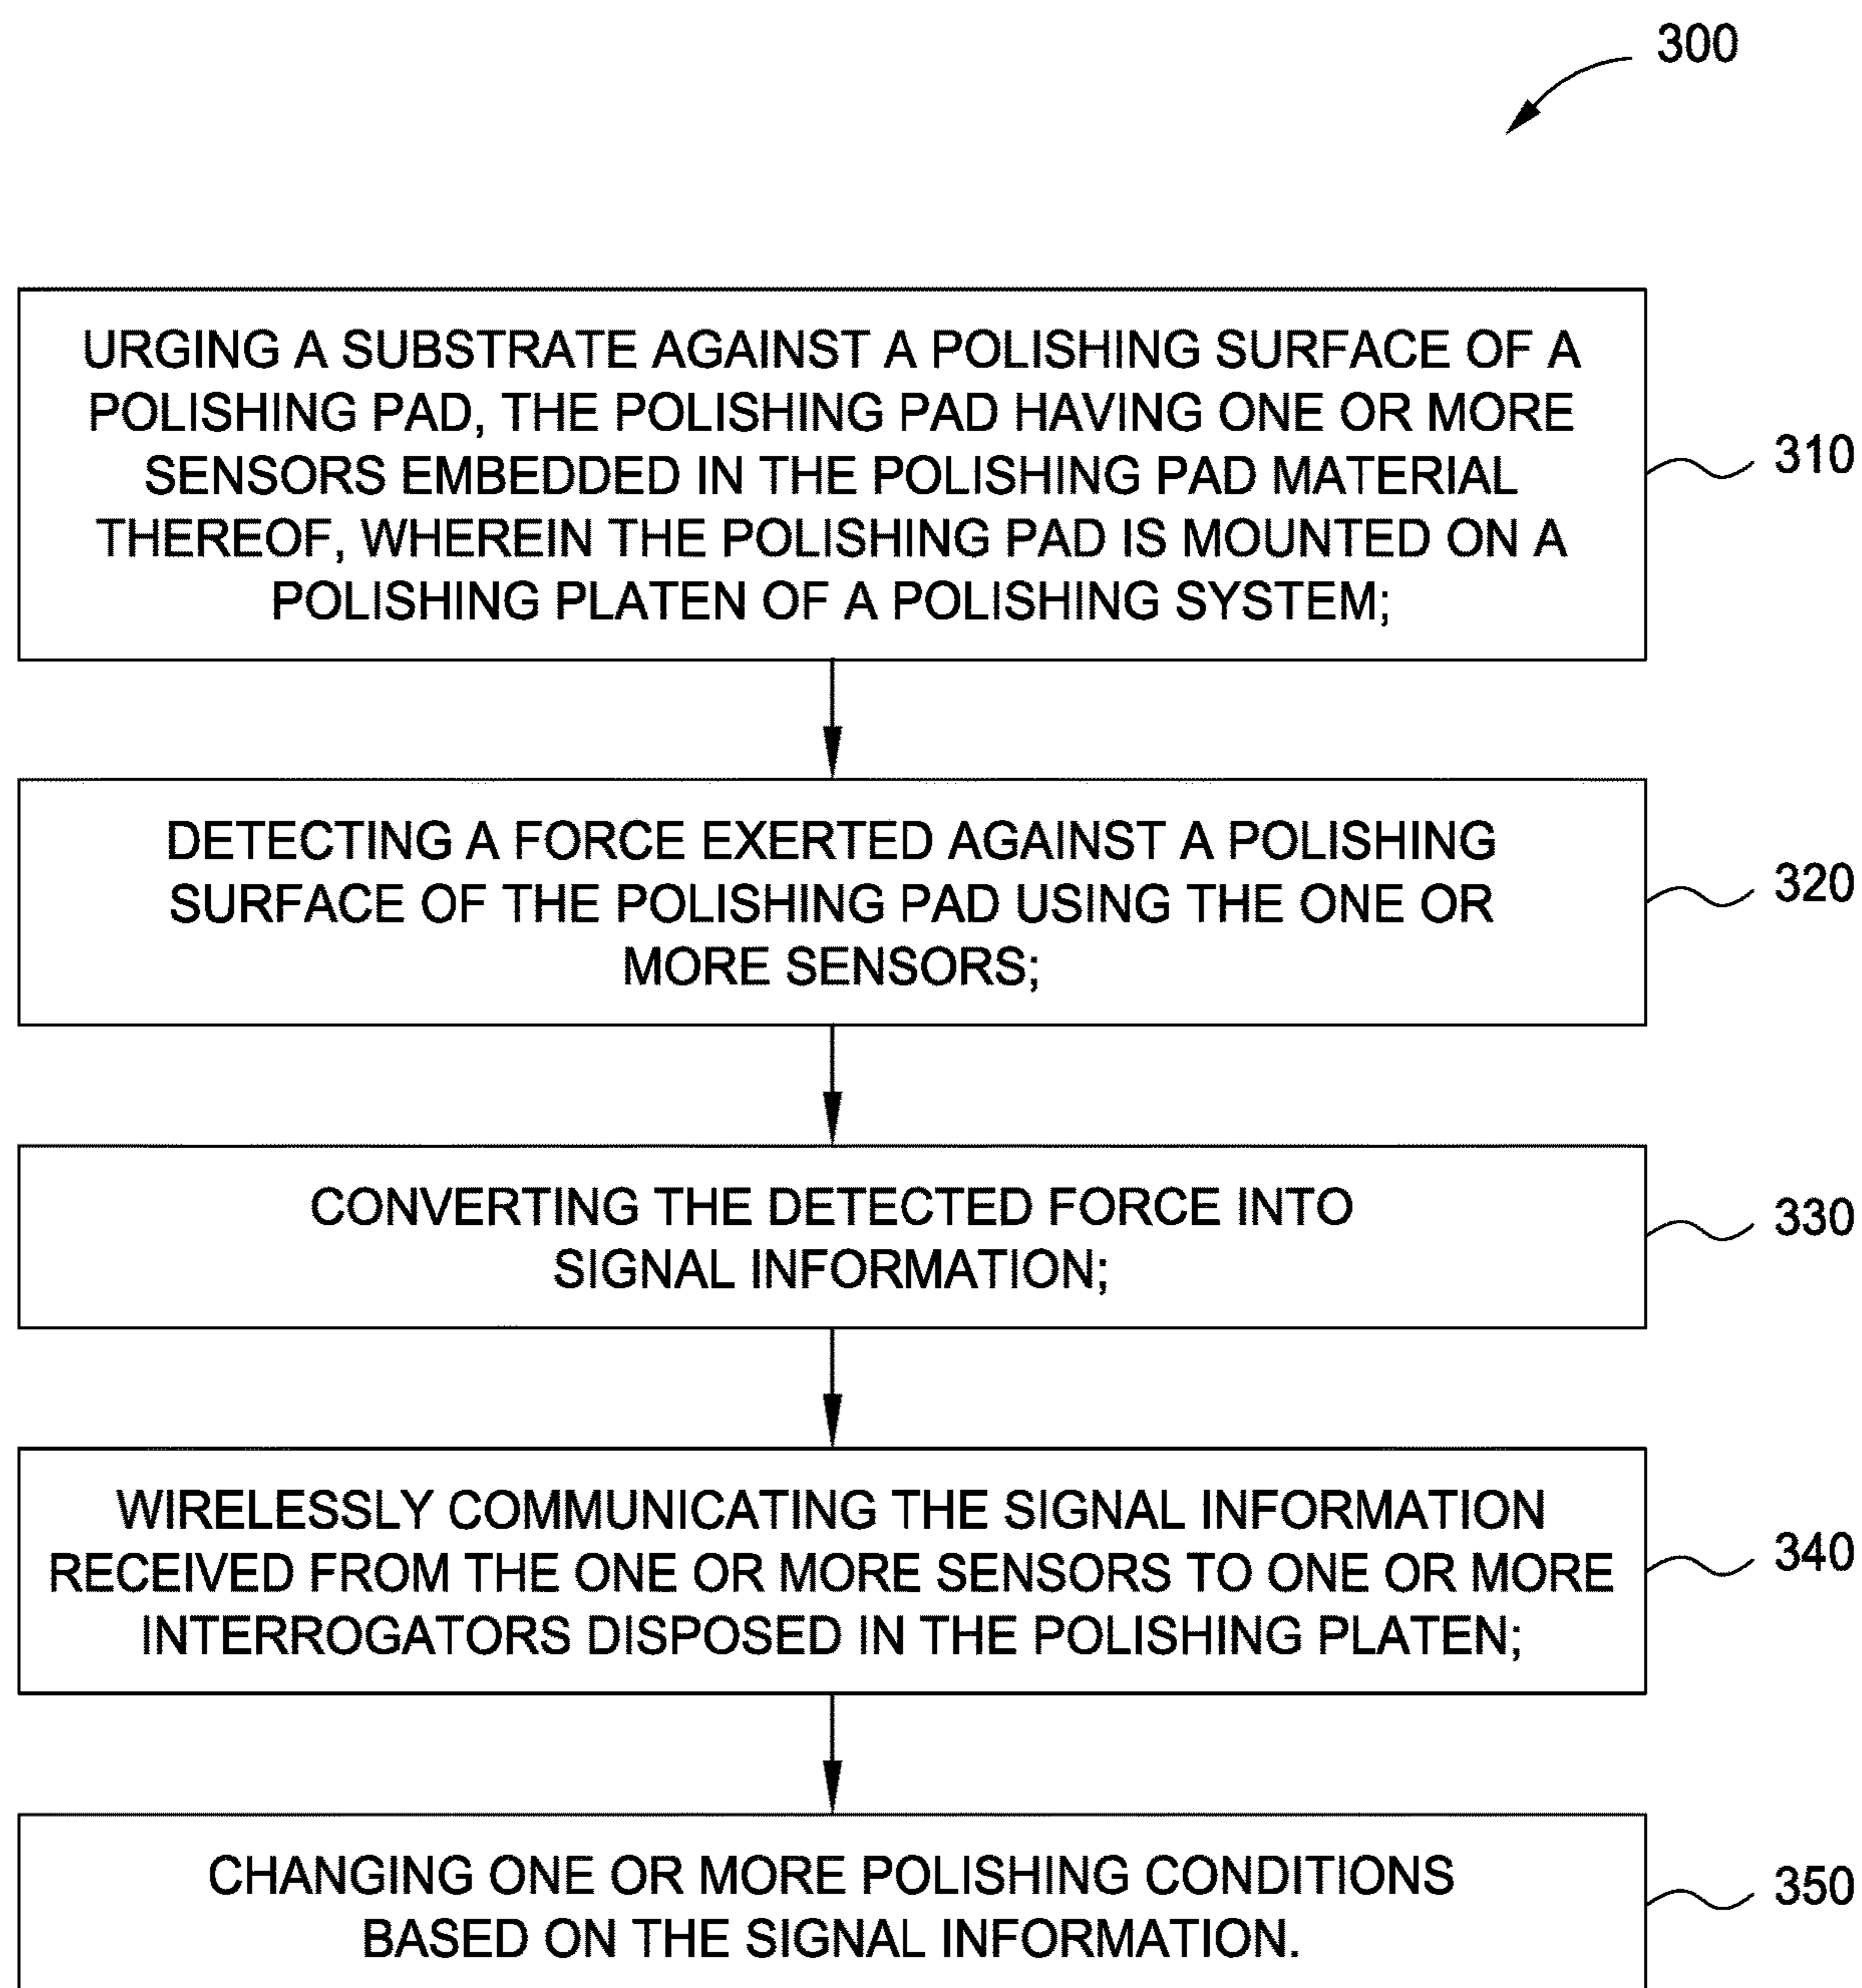 300
URGING A SUBSTRATE AGAINST A POLISHING SURFACE OF A
POLISHING PAD, THE POLISHING PAD HAVING ONE OR MORE
SENSORS EMBEDDED IN THE POLISHING PAD MATERIAL
THEREOF, WHEREIN THE POLISHING PAD IS MOUNTED ON A
POLISHING PLATEN OF A POLISHING SYSTEM;
310
DETECTING A FORCE EXERTED AGAINST A POLISHING
SURFACE OF THE POLISHING PAD USING THE ONE OR
MORE SENSORS;
320
CONVERTING THE DETECTED FORCE INTO
SIGNAL INFORMATION;
330
WIRELESSLY COMMUNICATING THE SIGNAL INFORMATION
RECEIVED FROM THE ONE OR MORE SENSORS TO ONE OR MORE
INTERROGATORS DISPOSED IN THE POLISHING PLATEN;
340
CHANGING ONE OR MORE POLISHING CONDITIONS
BASED ON THE SIGNAL INFORMATION.
350